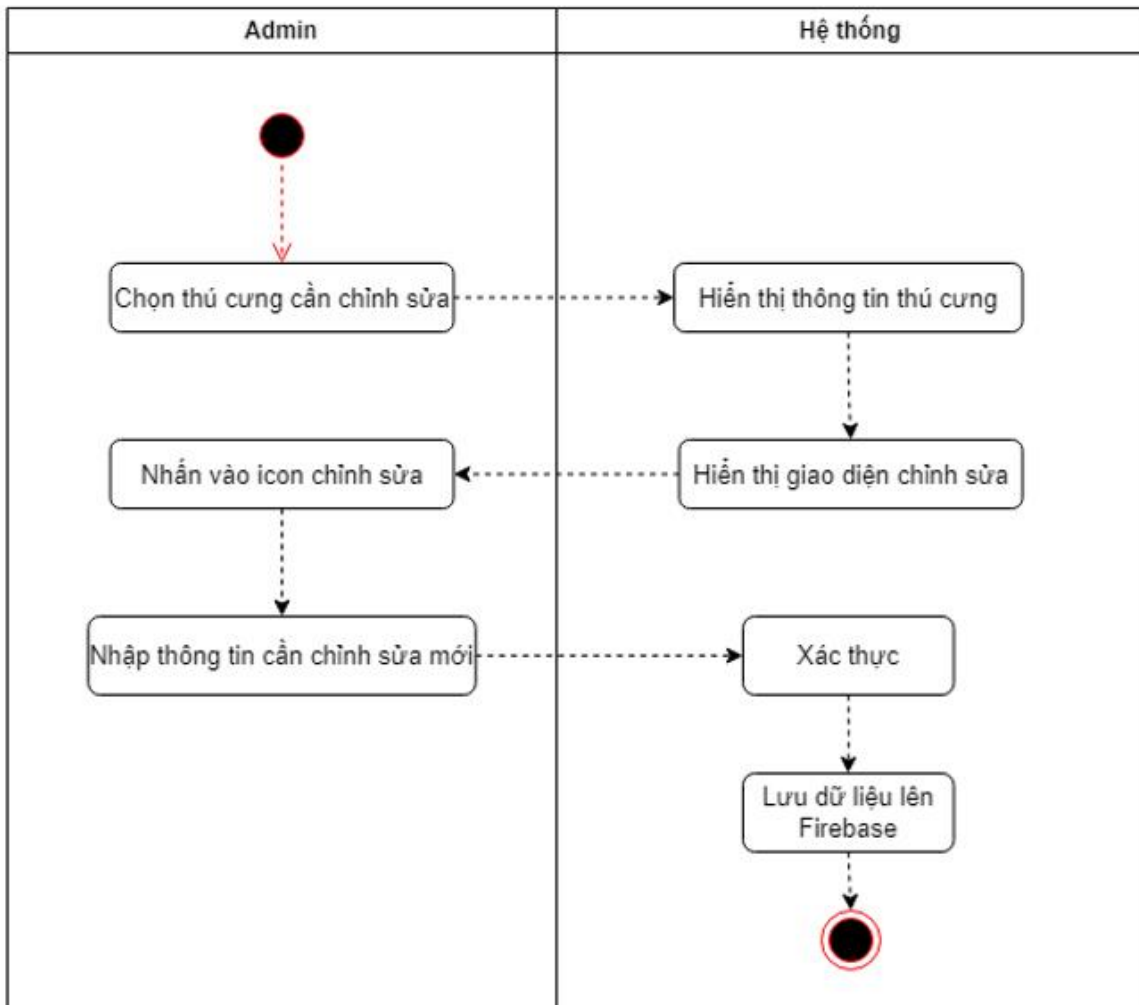 Admin
Hệ thống
Chọn thú cưng cần chỉnh sửa
Hiển thị thông tin thú cưng
Nhấn vào icon chỉnh sửa
Hiển thị giao diện chỉnh sửa
Nhập thông tin cần chỉnh sửa mới
Xác thực
Lưu dữ liệu lên
Firebase